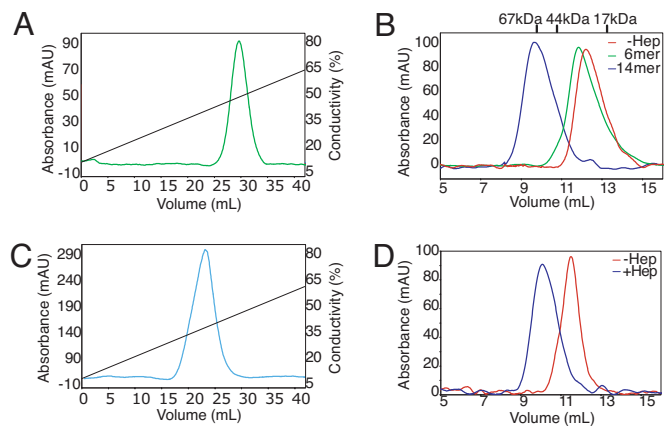 A
Absorbance (mAU)
90
70
50
30
10
-10
80
65
50
35
20
5
Conductivity (%)
0 5 10 15 20 25 30 35 40
Volume (mL)
B
67kDa 44kDa 17kDa
Absorbance (mAU)
100
80
60
40
20
0
-Hep
6mer
14mer
5 7 9 11 13 15
Volume (mL)
C
Absorbance (mAU)
290
240
190
140
90
-10
80
65
50
35
20
10
5
Conductivity (%)
0 5 10 15 20 25 30 35 40
Volume (mL)
D
Absorbance (mAU)
100
80
60
40
20
0
-Hep
+Hep
5 7 9 11 13 15
Volume (mL)